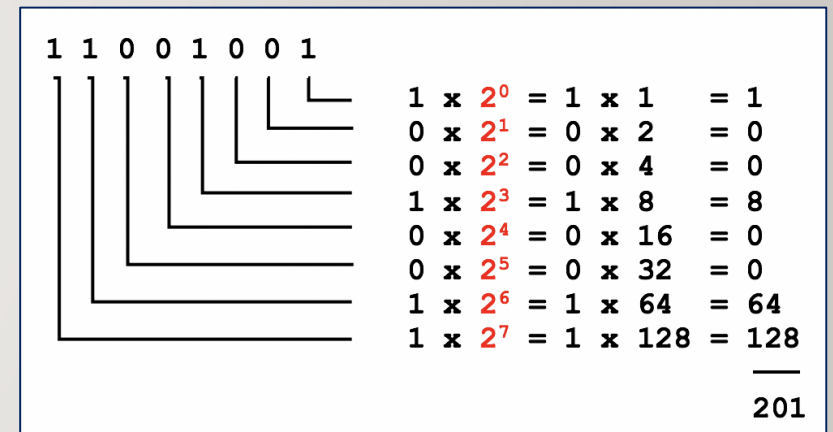 1 1 0 0 1 0 0 1
1 x 2⁰ = 1 x 1 = 1
0 x 2¹ = 0 x 2 = 0
0 x 2² = 0 x 4 = 0
1 x 2³ = 1 x 8 = 8
0 x 2⁴ = 0 x 16 = 0
0 x 2⁵ = 0 x 32 = 0
1 x 2⁶ = 1 x 64 = 64
1 x 2⁷ = 1 x 128 = 128
201